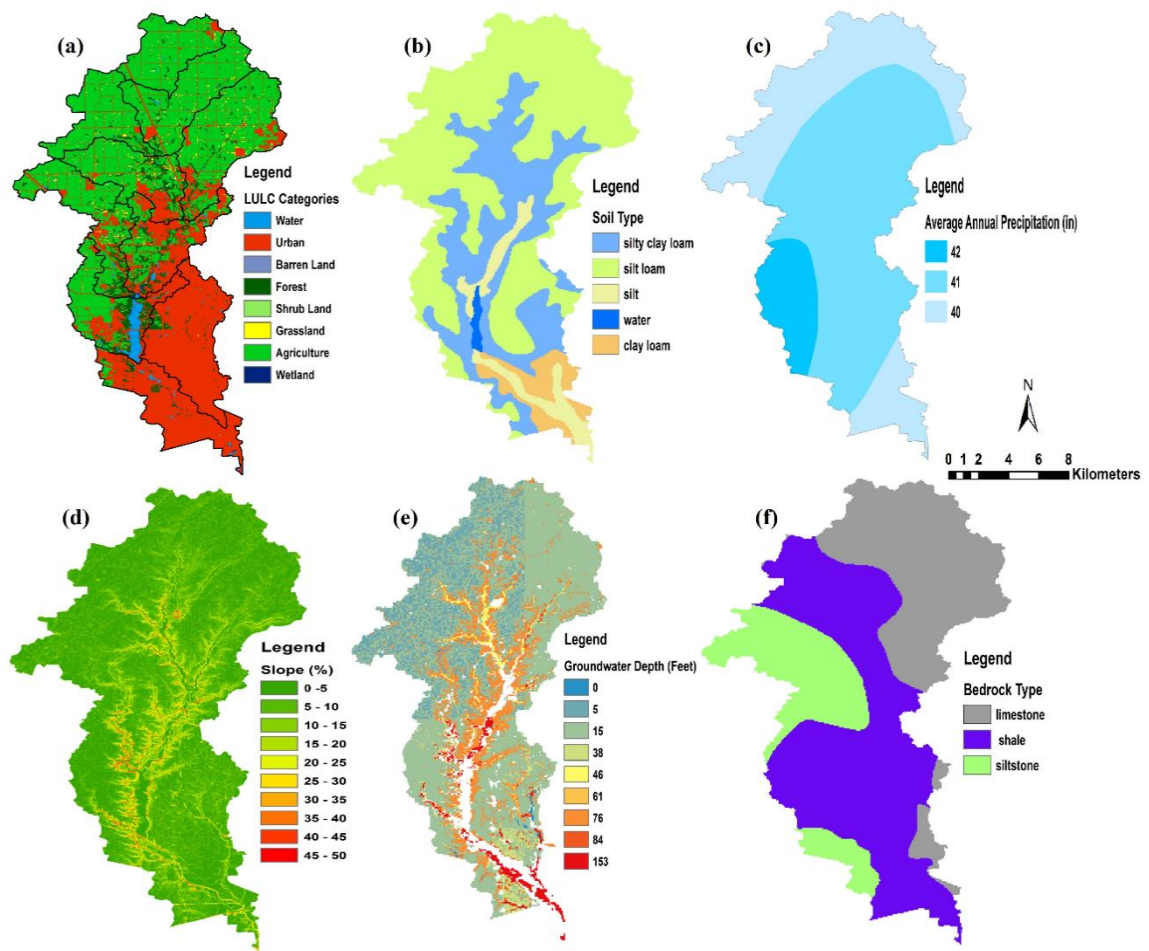 (a)
Legend
LULC Categories
Water
Urban
Barren Land
Forest
Shrub Land
Grassland
Agriculture
Wetland
(b)
Legend
Soil Type
silty clay loam
silt loam
silt
water
clay loam
(c)
Legend
Average Annual Precipitation (in)
42
41
40
N
0 1 2 4 6 8
Kilometers
(d)
Legend
Slope (%)
0 -5
5 - 10
10 - 15
15 - 20
20 - 25
25 - 30
30 - 35
35 - 40
40 - 45
45 - 50
(e)
Legend
Groundwater Depth (Feet)
0
5
15
38
46
61
76
84
153
(f)
Legend
Bedrock Type
limestone
shale
siltstone